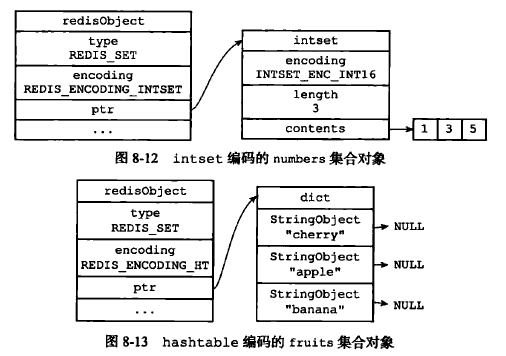 redisObject
type
REDIS_SET
encoding
REDIS_ENCODING_INTSET
ptr
...
intset
encoding
INTSET_ENC_INT16
length
3
contents
1 3 5
图 8-12 intset 编码的 numbers 集合对象
redisObject
type
REDIS_SET
encoding
REDIS_ENCODING_HT
ptr
...
dict
StringObject
"cherry"
NULL
StringObject
"apple"
NULL
StringObject
"banana"
NULL
图 8-13 hashtable 编码的 fruits 集合对象